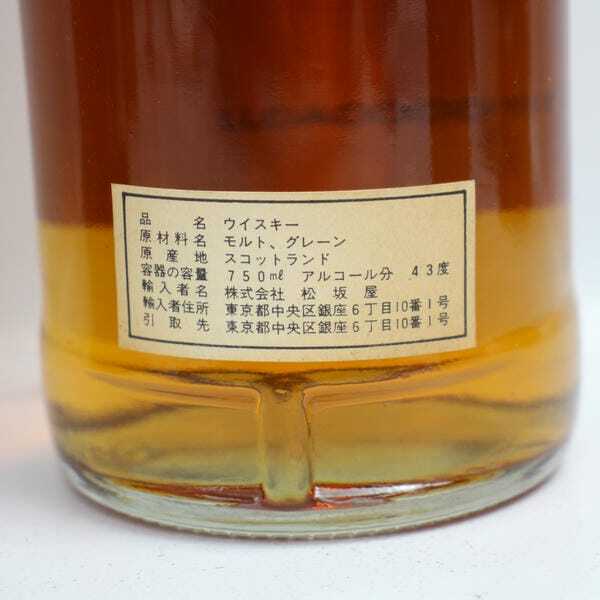 品名 ウイスキー
原材料名 モルト、グレーン
原産地 スコットランド
容器の容量 750㎖ アルコール分 43度
輸入者名 株式会社 松坂屋
輸入者住所 東京都中央区銀座6丁目10番1号
引取先 東京都中央区銀座6丁目10番1号